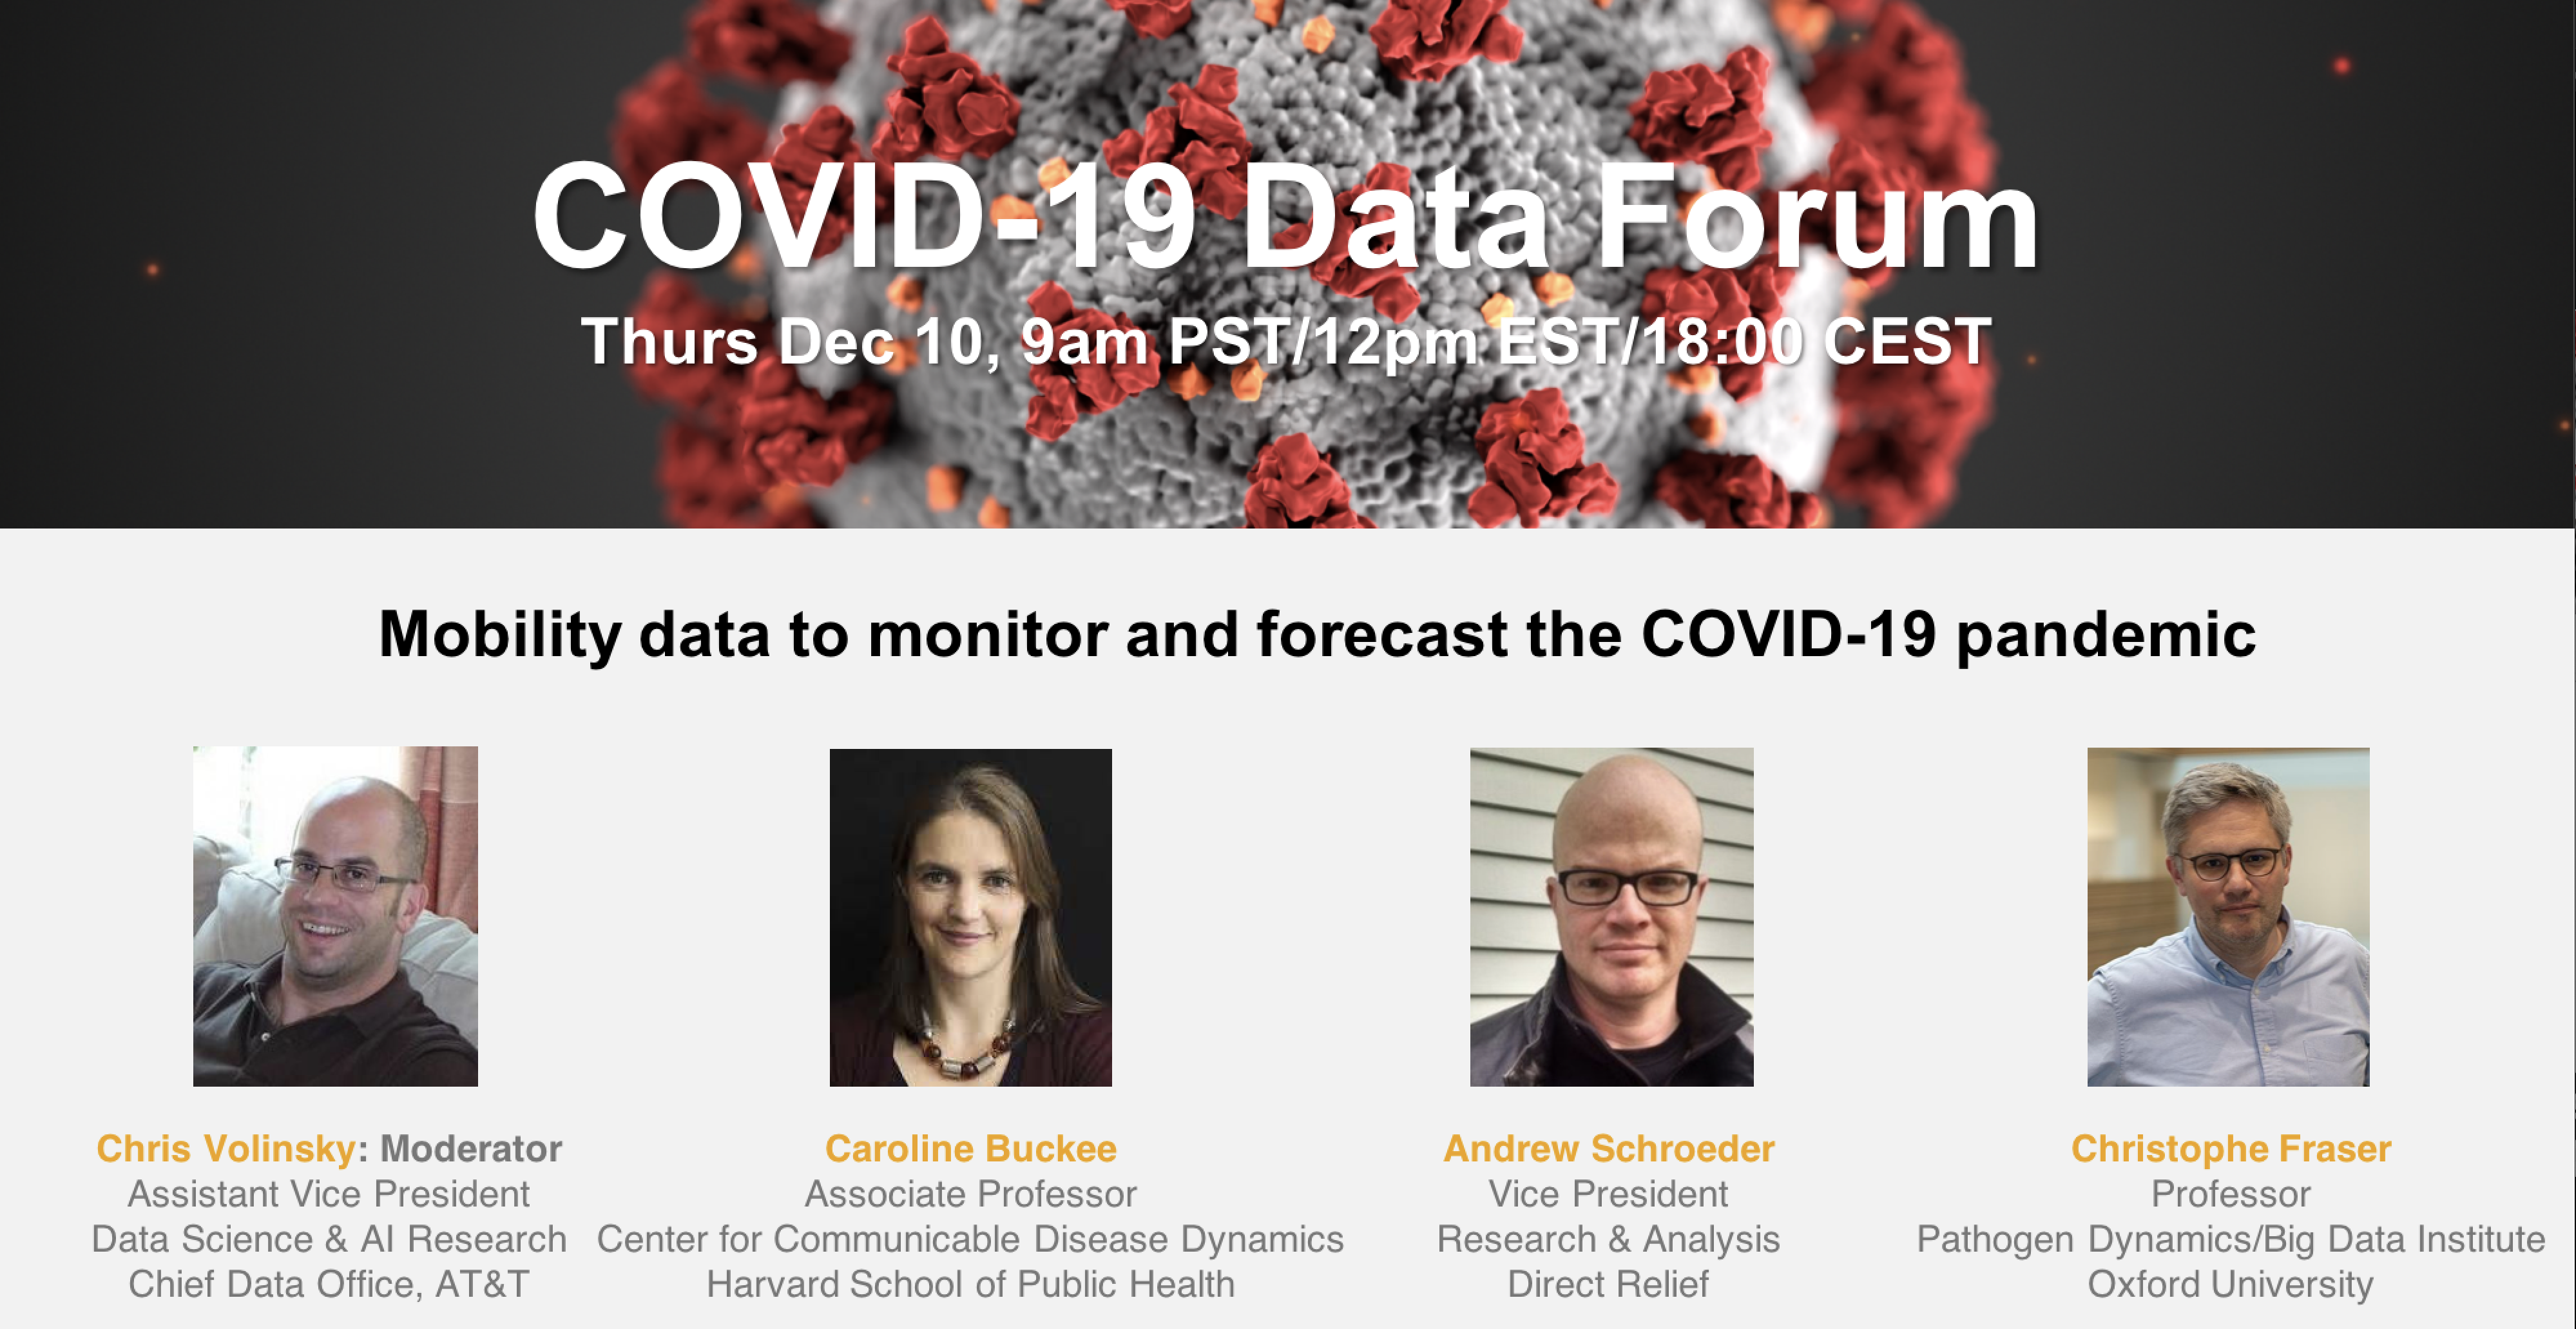 COVID-19 Data Forum
Thurs Dec 10, 9am PST/12pm EST/18:00 CEST
Mobility data to monitor and forecast the COVID-19 pandemic
Chris Volinsky: Moderator
Assistant Vice President
Data Science & AI Research
Chief Data Office, AT&T
Caroline Buckee
Associate Professor
Center for Communicable Disease Dynamics
Harvard School of Public Health
Andrew Schroeder
Vice President
Research & Analysis
Direct Relief
Christophe Fraser
Professor
Pathogen Dynamics/Big Data Institute
Oxford University